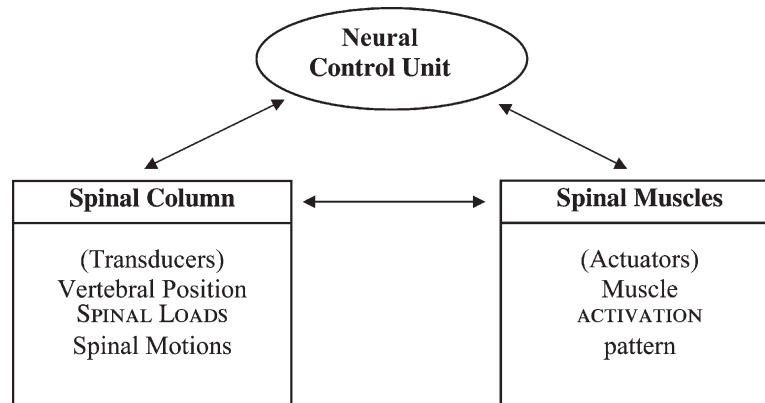 Neural
Control Unit
Spinal Column
(Transducers)
Vertebral Position
SPINAL LOADS
Spinal Motions
Spinal Muscles
(Actuators)
Muscle
ACTIVATION
pattern